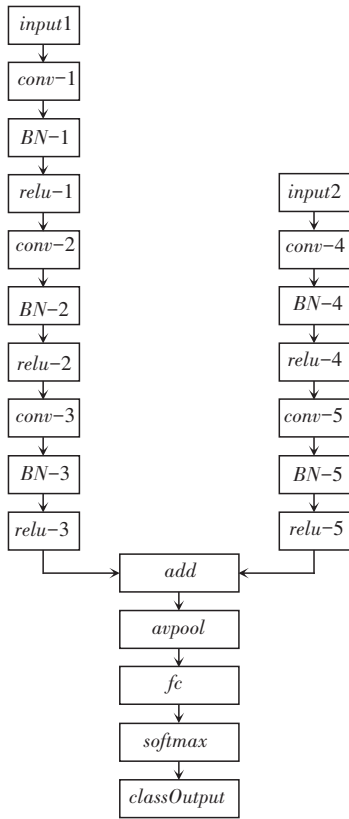 input1
conv-1
BN-1
relu-1
conv-2
BN-2
relu-2
conv-3
BN-3
relu-3
input2
conv-4
BN-4
relu-4
conv-5
BN-5
relu-5
add
avpool
fc
softmax
classOutput